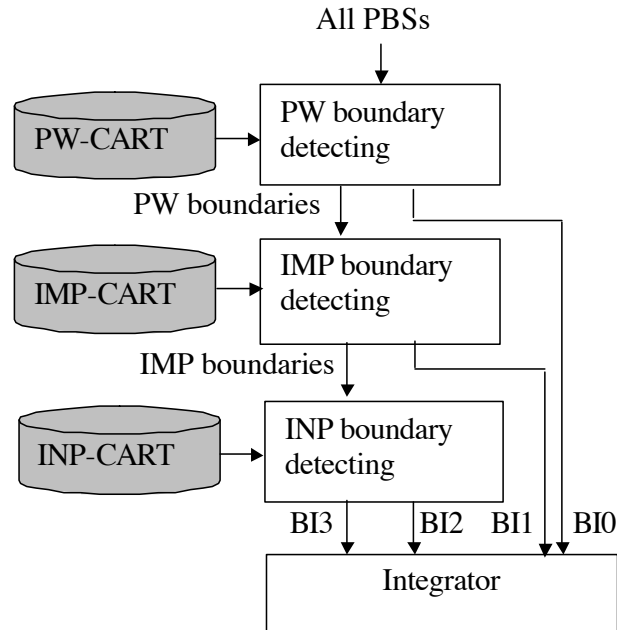 All PBSs
PW-CART
PW boundary
detecting
PW boundaries
IMP-CART
IMP boundary
detecting
IMP boundaries
INP-CART
INP boundary
detecting
BI3
BI2
BI1
BI0
Integrator